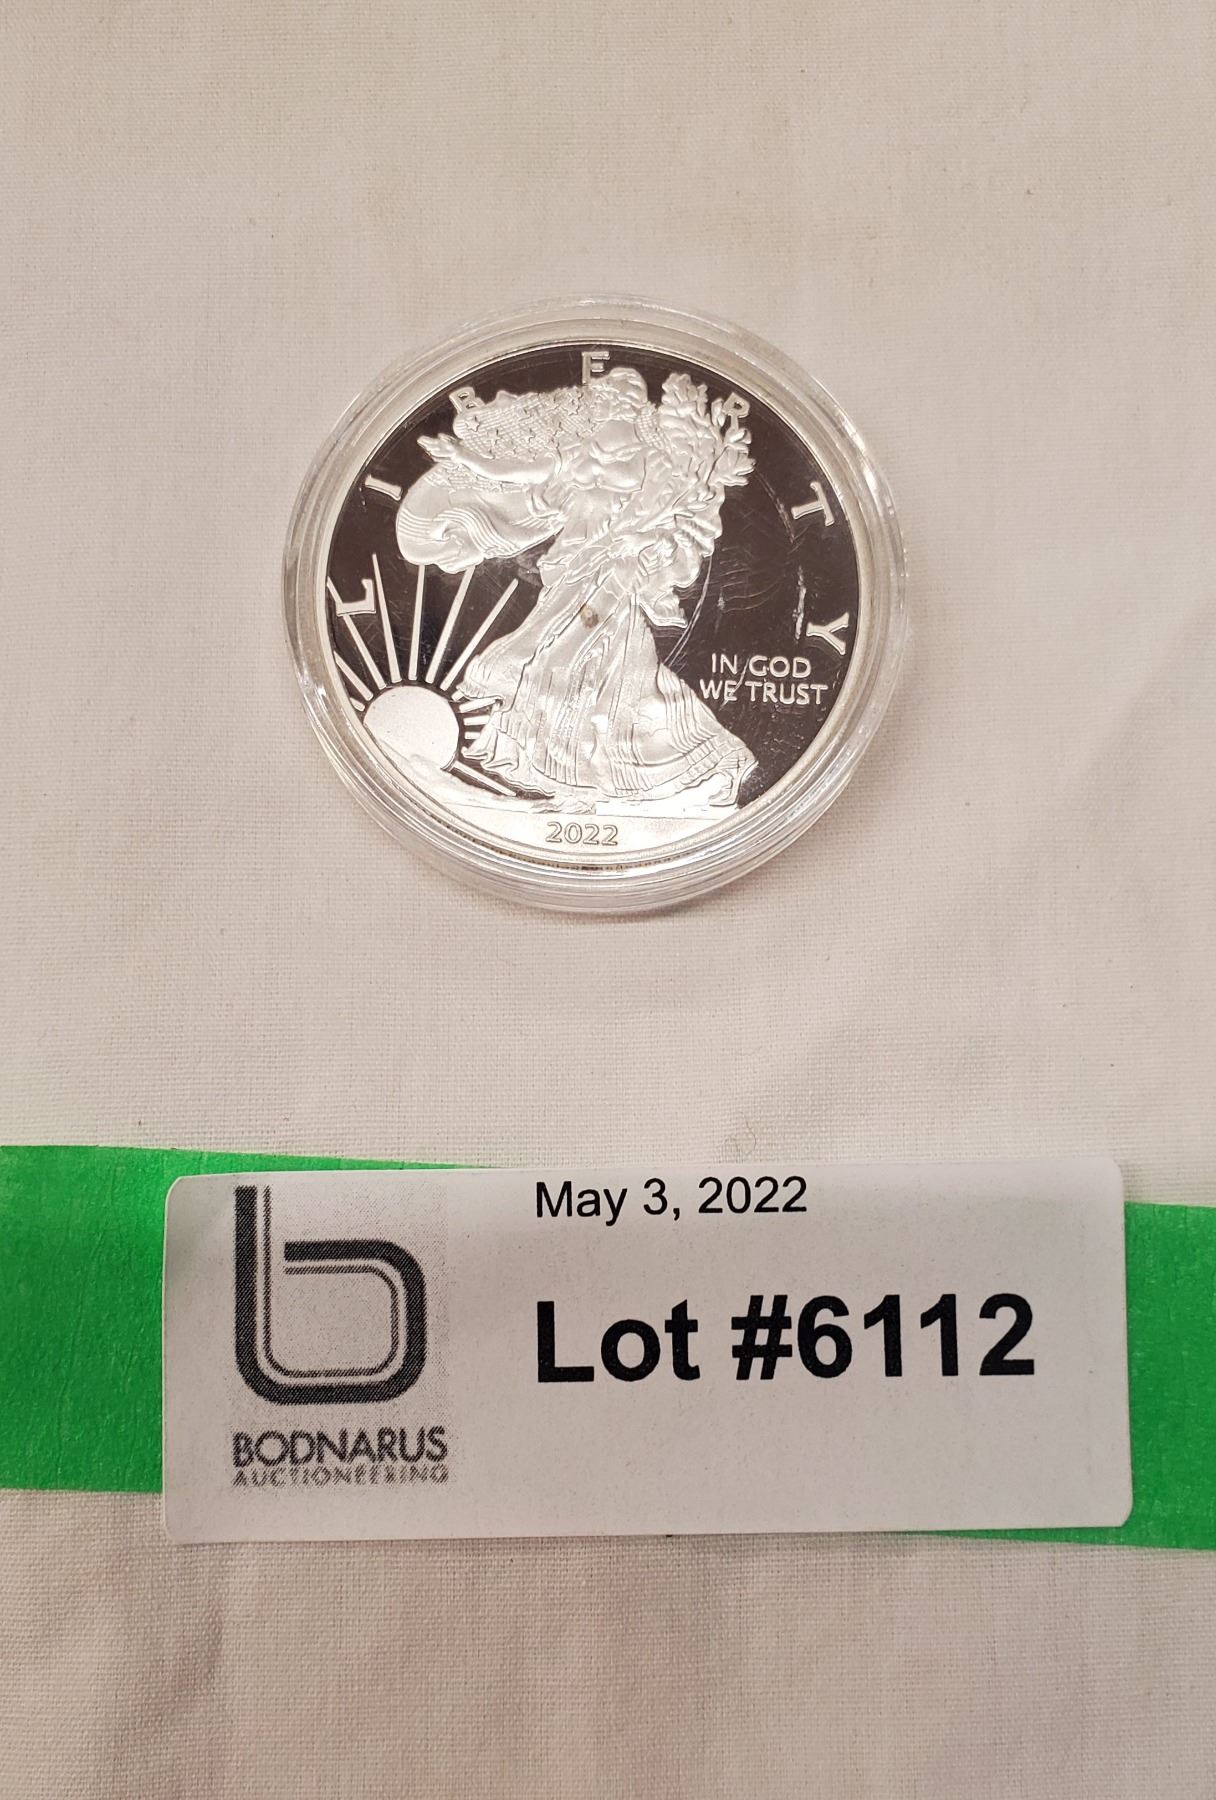 LIBERTY
IN GOD
WE TRUST
2022
May 3, 2022
Lot #6112
b
BODNARUS
AUCTIONEERING